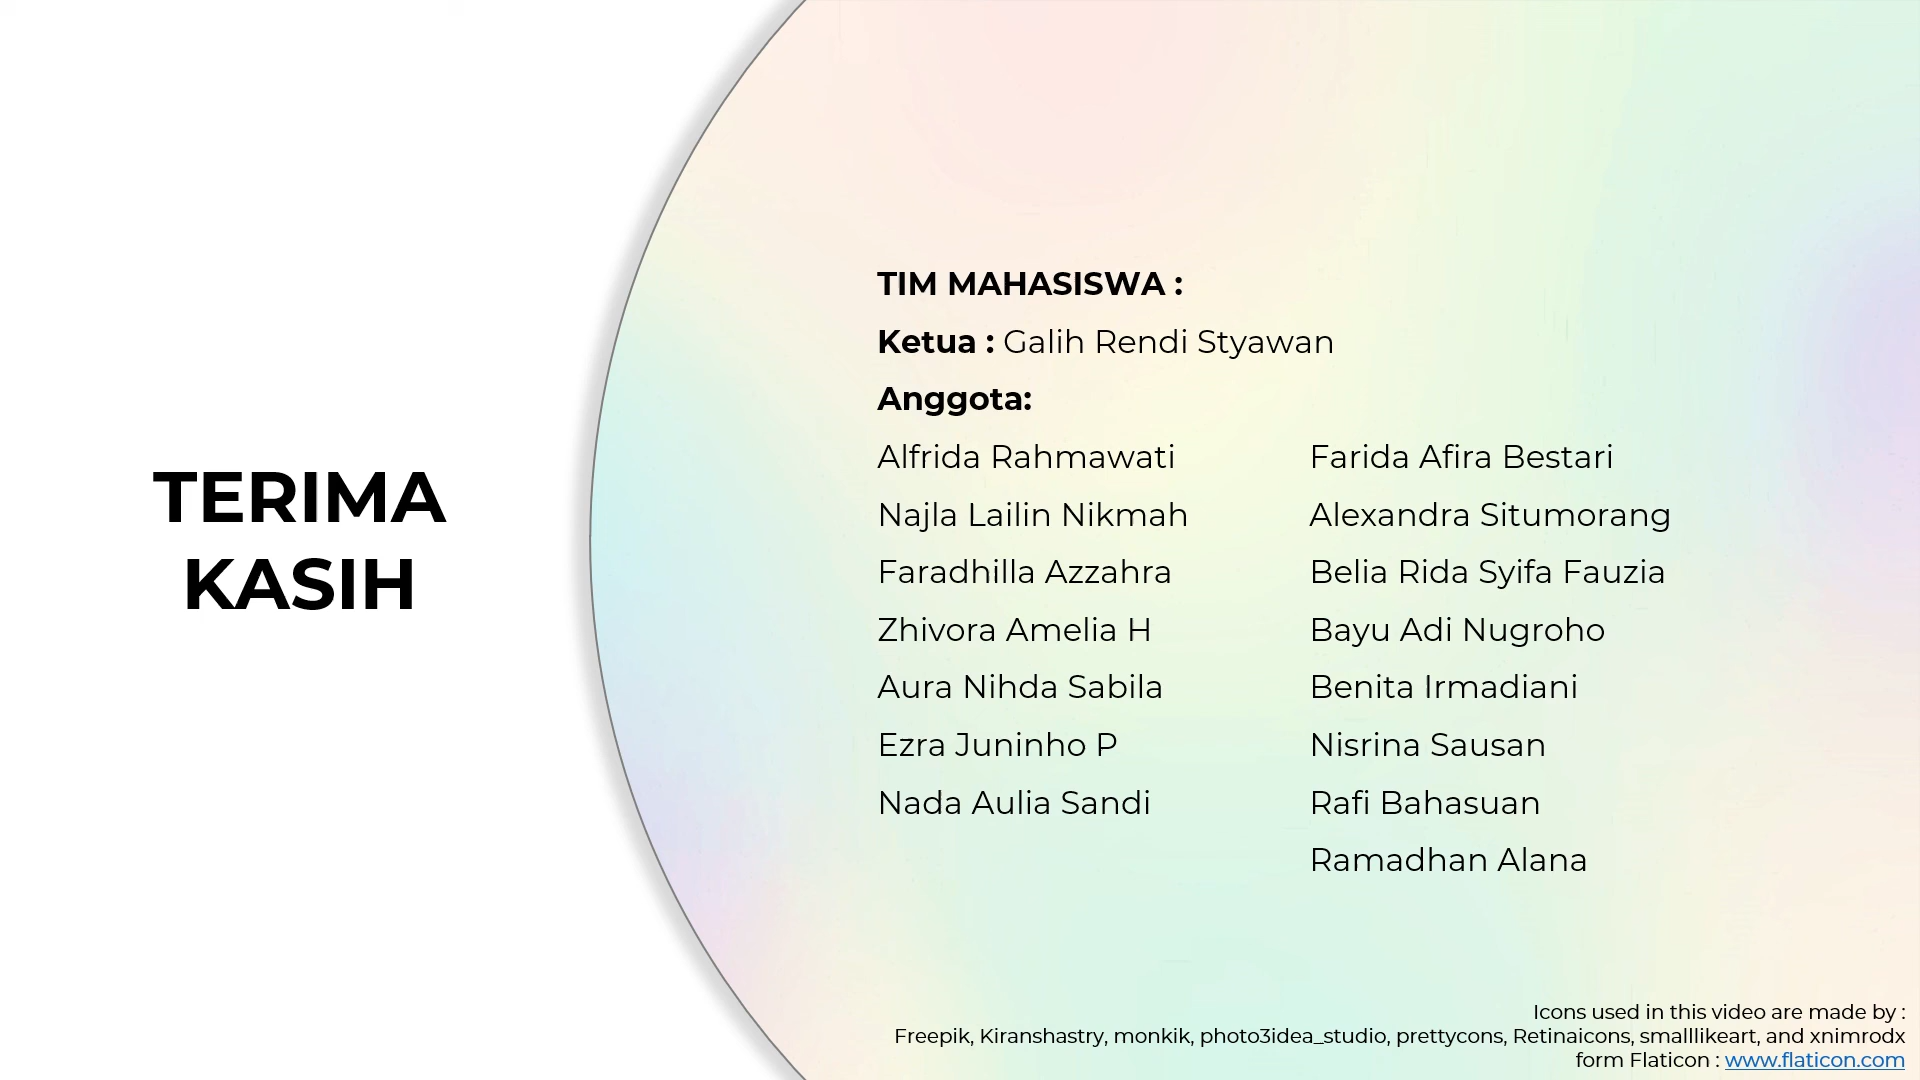 TERIMA
KASIH
TIM MAHASISWA :
Ketua : Galih Rendi Styawan
Anggota:
Alfrida Rahmawati
Najla Lailin Nikmah
Faradhilla Azzahra
Zhivora Amelia H
Aura Nihda Sabila
Ezra Juninho P
Nada Aulia Sandi
Farida Afira Bestari
Alexandra Situmorang
Belia Rida Syifa Fauzia
Bayu Adi Nugroho
Benita Irmadiani
Nisrina Sausan
Rafi Bahasuan
Ramadhan Alana
Icons used in this video are made by :
Freepik, Kiranshastry, monkik, photo3idea_studio, prettycons, Retinaicons, smalllikeart, and xnimrodx
form Flaticon : www.flaticon.com